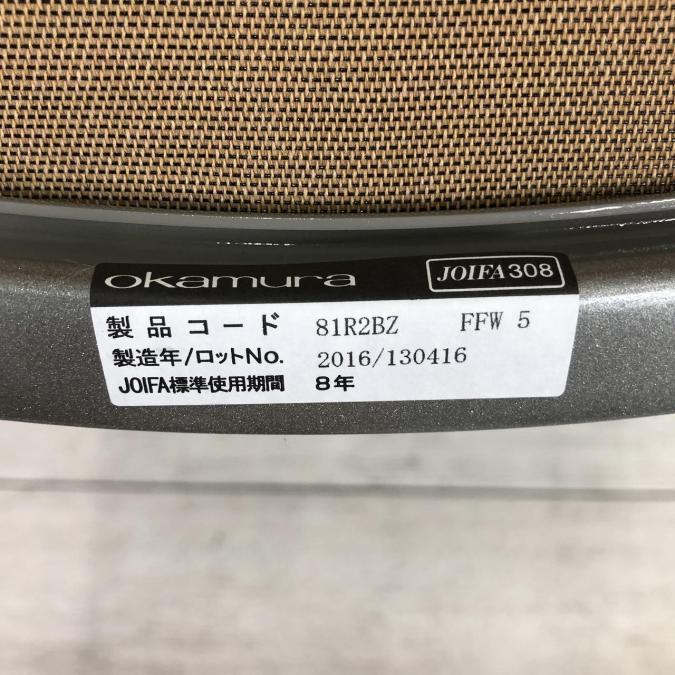 okamura JOIFA308
製品コード 81R2BZ FFW 5
製造年/ロットNo. 2016/130416
JOIFA標準使用期間 8年